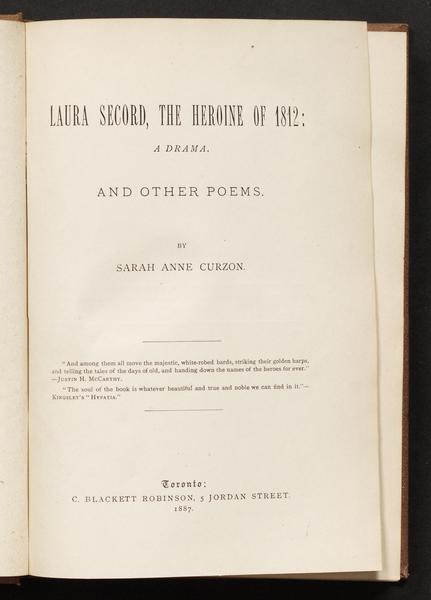 LAURA SECORD, THE HEROINE OF 1812:
A DRAMA.
AND OTHER POEMS.
BY
SARAH ANNE CURZON.
"And among them all move the majestic, white-robed bards, striking their golden harps,
and telling the tales of the days of old, and handing down the names of the heroes for ever."
—JUSTIN H. MCCARTHY.
"The soul of the book is whatever beautiful and true and noble we can find in it."—
KINGSLEY'S "HYPATIA."
Toronto:
C. BLACKETT ROBINSON, 5 JORDAN STREET.
1887.